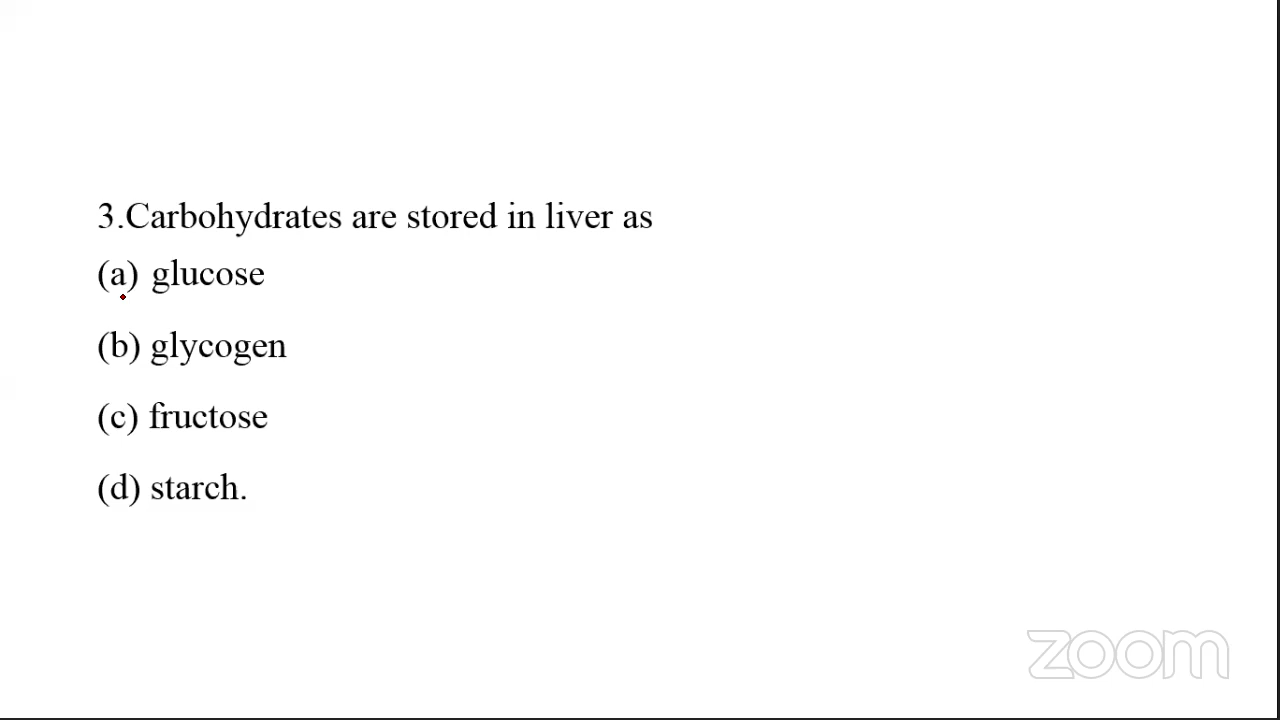 3.Carbohydrates are stored in liver as
(a) glucose
(b) glycogen
(c) fructose
(d) starch.
zoom